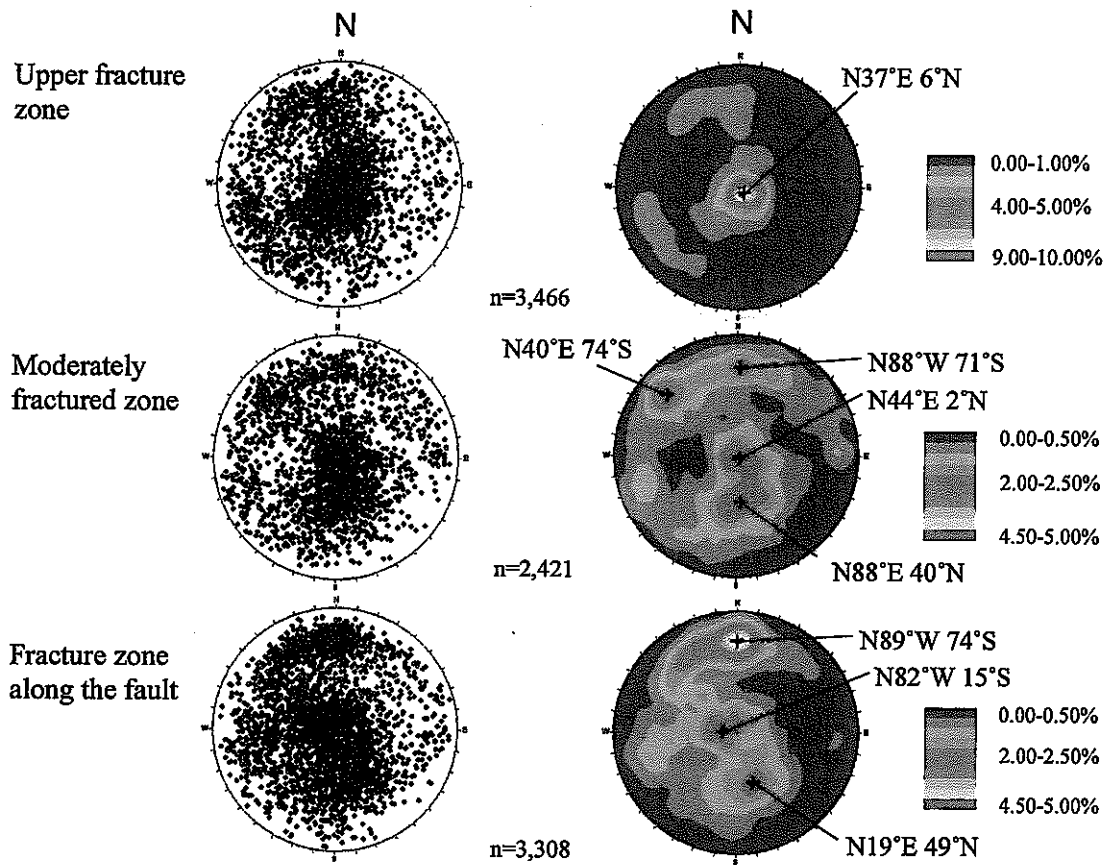 N
N
Upper fracture
zone
N37°E 6°N
0.00-1.00%
4.00-5.00%
9.00-10.00%
n=3,466
Moderately
fractured zone
N40°E 74°S
N88°W 71°S
N44°E 2°N
0.00-0.50%
2.00-2.50%
4.50-5.00%
N88°E 40°N
n=2,421
Fracture zone
along the fault
N89°W 74°S
N82°W 15°S
0.00-0.50%
2.00-2.50%
4.50-5.00%
N19°E 49°N
n=3,308